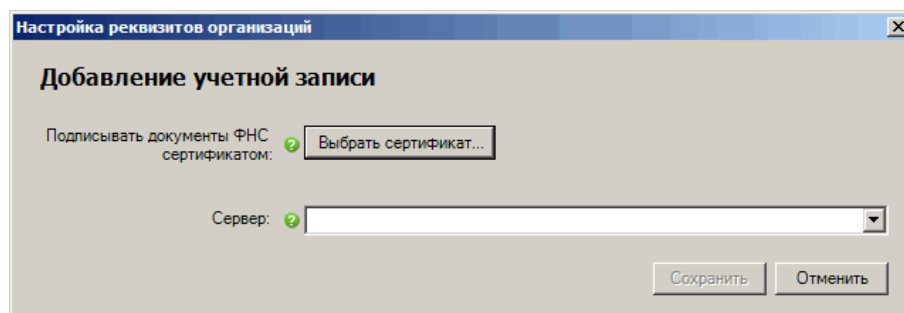 Настройка реквизитов организаций
Добавление учетной записи
Подписывать документы ФНС
сертификатом:
Выбрать сертификат...
Сервер:
Сохранить
Отменить